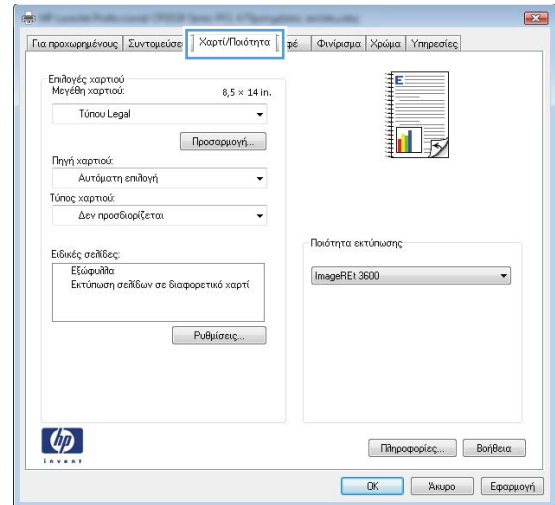 Για προχωρημένους Συντομεύσε Χαρτί/Ποιότητα φέ Φινίρισμα Χρώμα Υπηρεσίες
Επιλογές χαρτιού
Μεγέθη χαρτιού: 8,5 × 14 in.
Τύπου Legal
Προσαρμογή...
Πηγή χαρτιού:
Αυτόματη επιλογή
Τύπος χαρτιού:
Δεν προσδιορίζεται
Ειδικές σελίδες:
Εξώφυλλα
Εκτύπωση σελίδων σε διαφορετικό χαρτί
Ρυθμίσεις...
E
Ποιότητα εκτύπωσης
ImageREt 3600
hp
invent
Πληροφορίες... Βοήθεια
OK Άκυρο Εφαρμογή